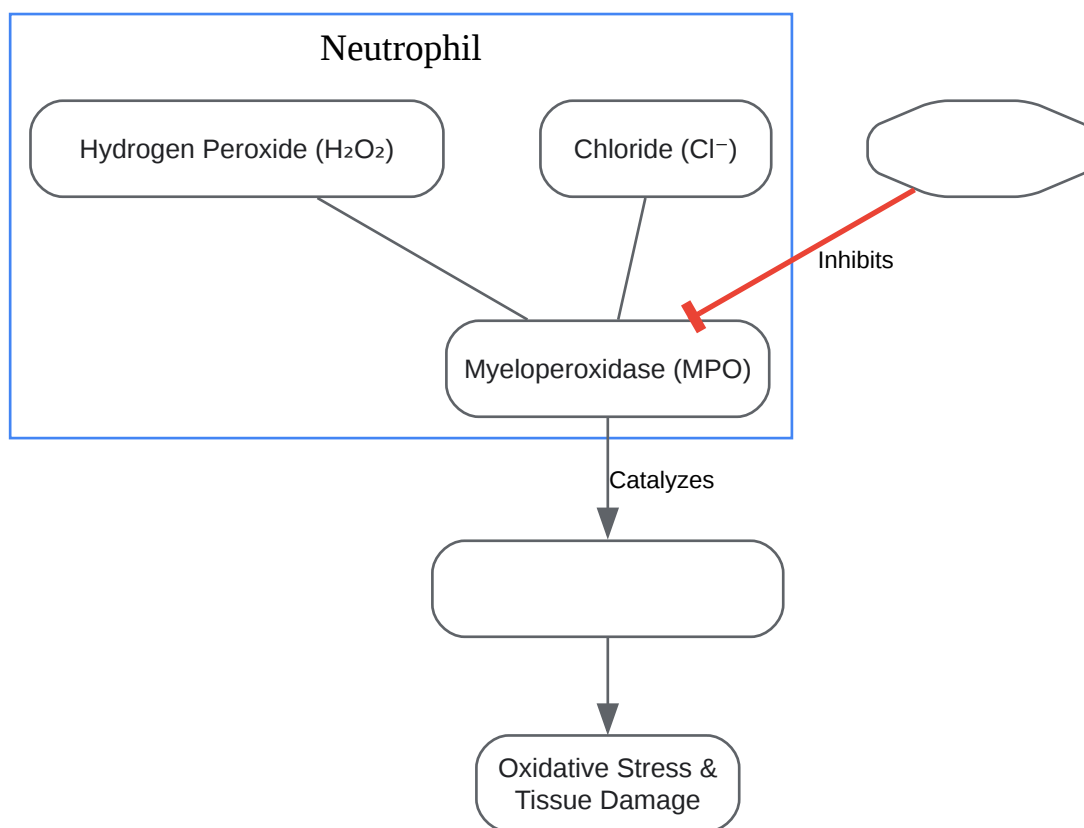 Neutrophil
Hydrogen Peroxide (H₂O₂)
Chloride (Cl⁻)
Inhibits
Myeloperoxidase (MPO)
Catalyzes
Oxidative Stress &
Tissue Damage